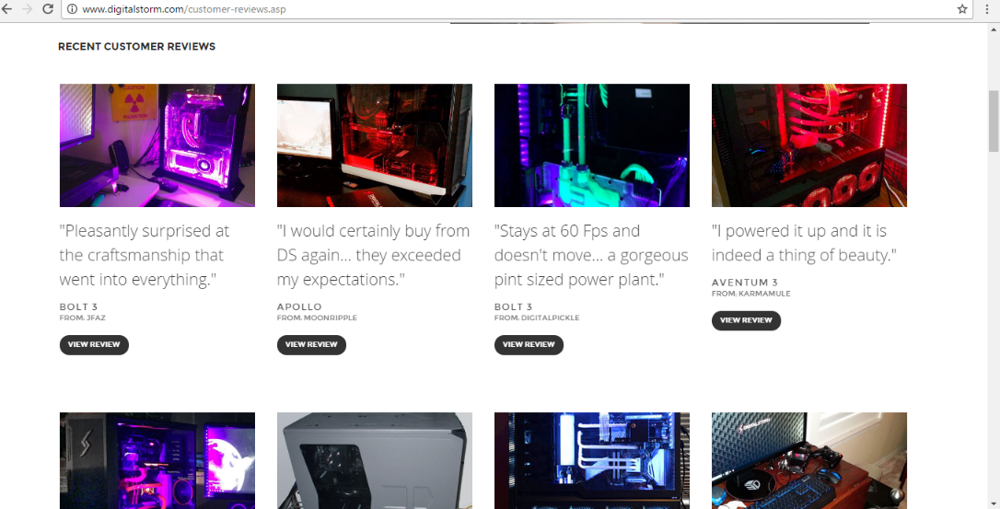 www.digitalstorm.com/customer-reviews.asp
RECENT CUSTOMER REVIEWS
CAUTION
RADIATION
"Pleasantly surprised at
the craftsmanship that
went into everything."
BOLT 3
FROM: JFAZ
VIEW REVIEW
"I would certainly buy from
DS again... they exceeded
my expectations."
APOLLO
FROM: MOONRIPPLE
VIEW REVIEW
"Stays at 60 Fps and
doesn't move... a gorgeous
pint sized power plant."
BOLT 3
FROM: DIGITALPICKLE
VIEW REVIEW
"I powered it up and it is
indeed a thing of beauty."
AVENTUM 3
FROM: KARMAMULE
VIEW REVIEW